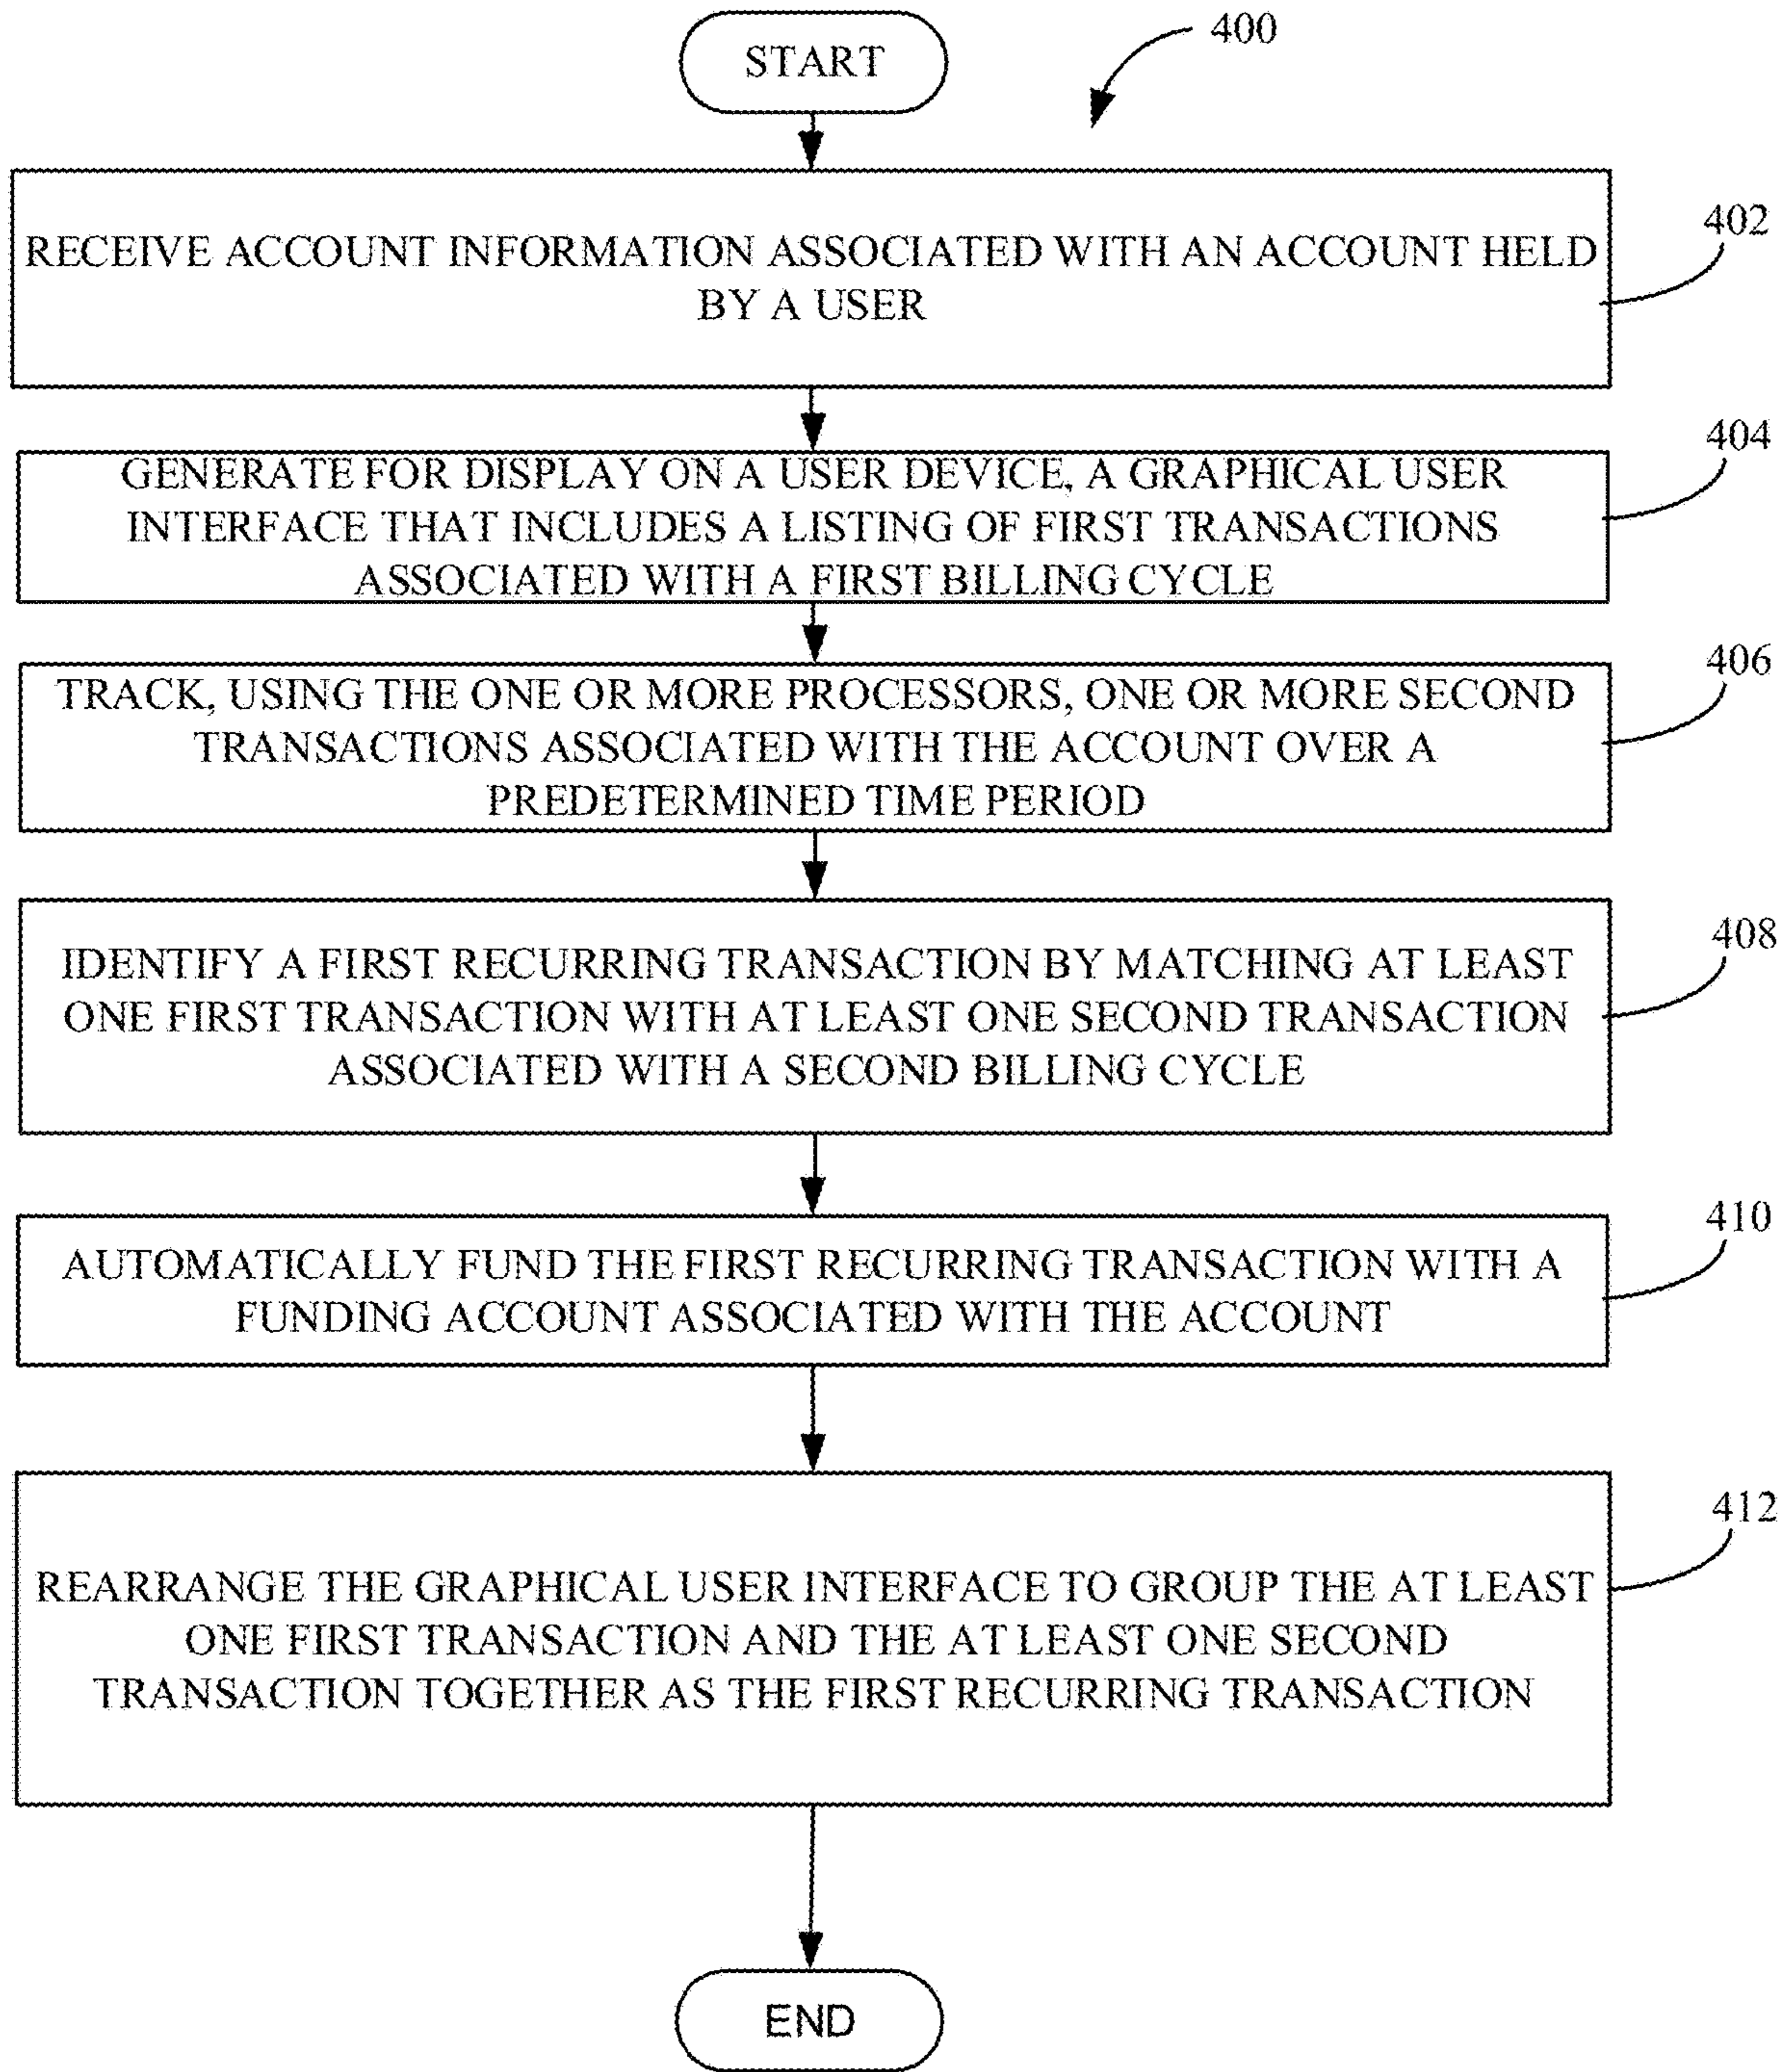 START
400
RECEIVE ACCOUNT INFORMATION ASSOCIATED WITH AN ACCOUNT HELD
BY A USER
402
GENERATE FOR DISPLAY ON A USER DEVICE, A GRAPHICAL USER
INTERFACE THAT INCLUDES A LISTING OF FIRST TRANSACTIONS
ASSOCIATED WITH A FIRST BILLING CYCLE
404
TRACK, USING THE ONE OR MORE PROCESSORS, ONE OR MORE SECOND
TRANSACTIONS ASSOCIATED WITH THE ACCOUNT OVER A
PREDETERMINED TIME PERIOD
406
IDENTIFY A FIRST RECURRING TRANSACTION BY MATCHING AT LEAST
ONE FIRST TRANSACTION WITH AT LEAST ONE SECOND TRANSACTION
ASSOCIATED WITH A SECOND BILLING CYCLE
408
AUTOMATICALLY FUND THE FIRST RECURRING TRANSACTION WITH A
FUNDING ACCOUNT ASSOCIATED WITH THE ACCOUNT
410
REARRANGE THE GRAPHICAL USER INTERFACE TO GROUP THE AT LEAST
ONE FIRST TRANSACTION AND THE AT LEAST ONE SECOND
TRANSACTION TOGETHER AS THE FIRST RECURRING TRANSACTION
412
END